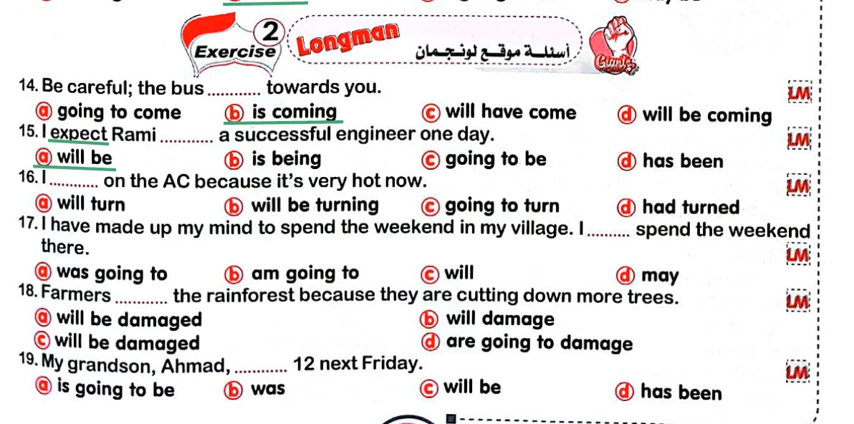 2
Exercise
Longman
أسئلة موقع لونجمان
Giants
14. Be careful; the bus .......... towards you.
LM
ⓐ going to come ⓑ is coming ⓒ will have come ⓓ will be coming
15. I expect Rami .......... a successful engineer one day.
LM
ⓐ will be ⓑ is being ⓒ going to be ⓓ has been
16. I .......... on the AC because it's very hot now.
LM
ⓐ will turn ⓑ will be turning ⓒ going to turn ⓓ had turned
17. I have made up my mind to spend the weekend in my village. I ......... spend the weekend
there.
LM
ⓐ was going to ⓑ am going to ⓒ will ⓓ may
18. Farmers .......... the rainforest because they are cutting down more trees.
LM
ⓐ will be damaged ⓑ will damage
ⓒ will be damaged ⓓ are going to damage
19. My grandson, Ahmad, .......... 12 next Friday.
LM
ⓐ is going to be ⓑ was ⓒ will be ⓓ has been